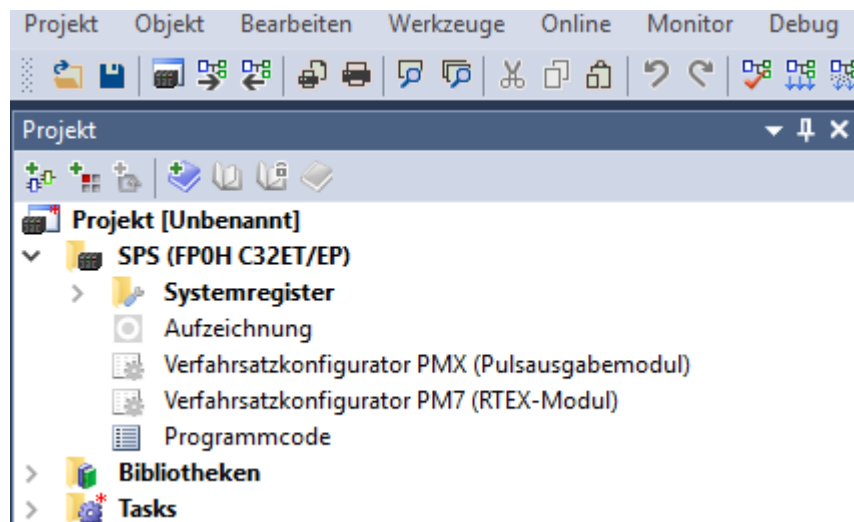 Projekt Objekt Bearbeiten Werkzeuge Online Monitor Debug
Projekt
Projekt [Unbenannt]
SPS (FP0H C32ET/EP)
Systemregister
Aufzeichnung
Verfahrsatzkonfigurator PMX (Pulsausgabemodul)
Verfahrsatzkonfigurator PM7 (RTEX-Modul)
Programmcode
Bibliotheken
Tasks